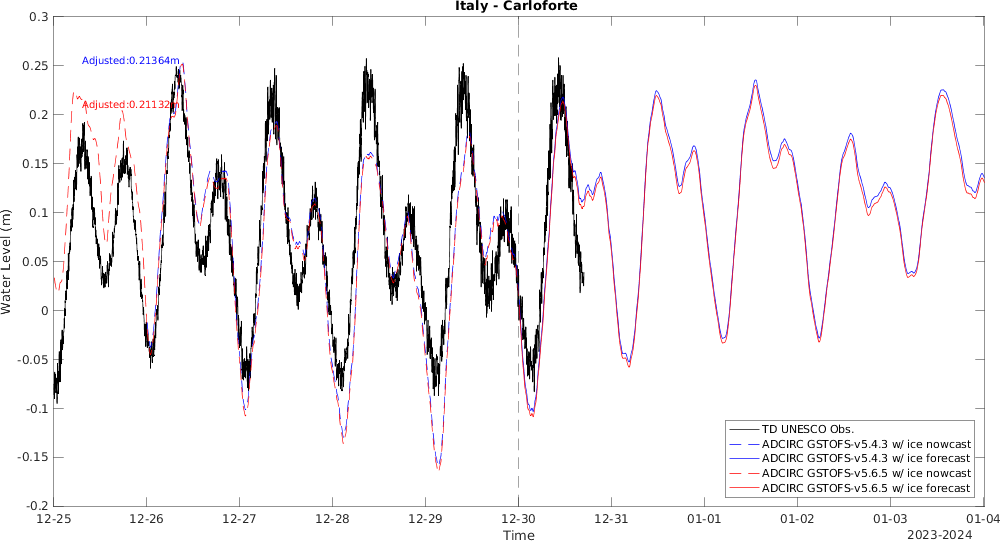 Italy - Carloforte
0.3
0.25
0.2
0.15
0.1
0.05
0
-0.05
-0.1
-0.15
-0.2
Water Level (m)
Adjusted:0.21364m
Adjusted:0.21132m
TD UNESCO Obs.
ADCIRC GSTOFS-v5.4.3 w/ ice nowcast
ADCIRC GSTOFS-v5.4.3 w/ ice forecast
ADCIRC GSTOFS-v5.6.5 w/ ice nowcast
ADCIRC GSTOFS-v5.6.5 w/ ice forecast
12-25 12-26 12-27 12-28 12-29 12-30 12-31 01-01 01-02 01-03 01-04
Time
2023-2024